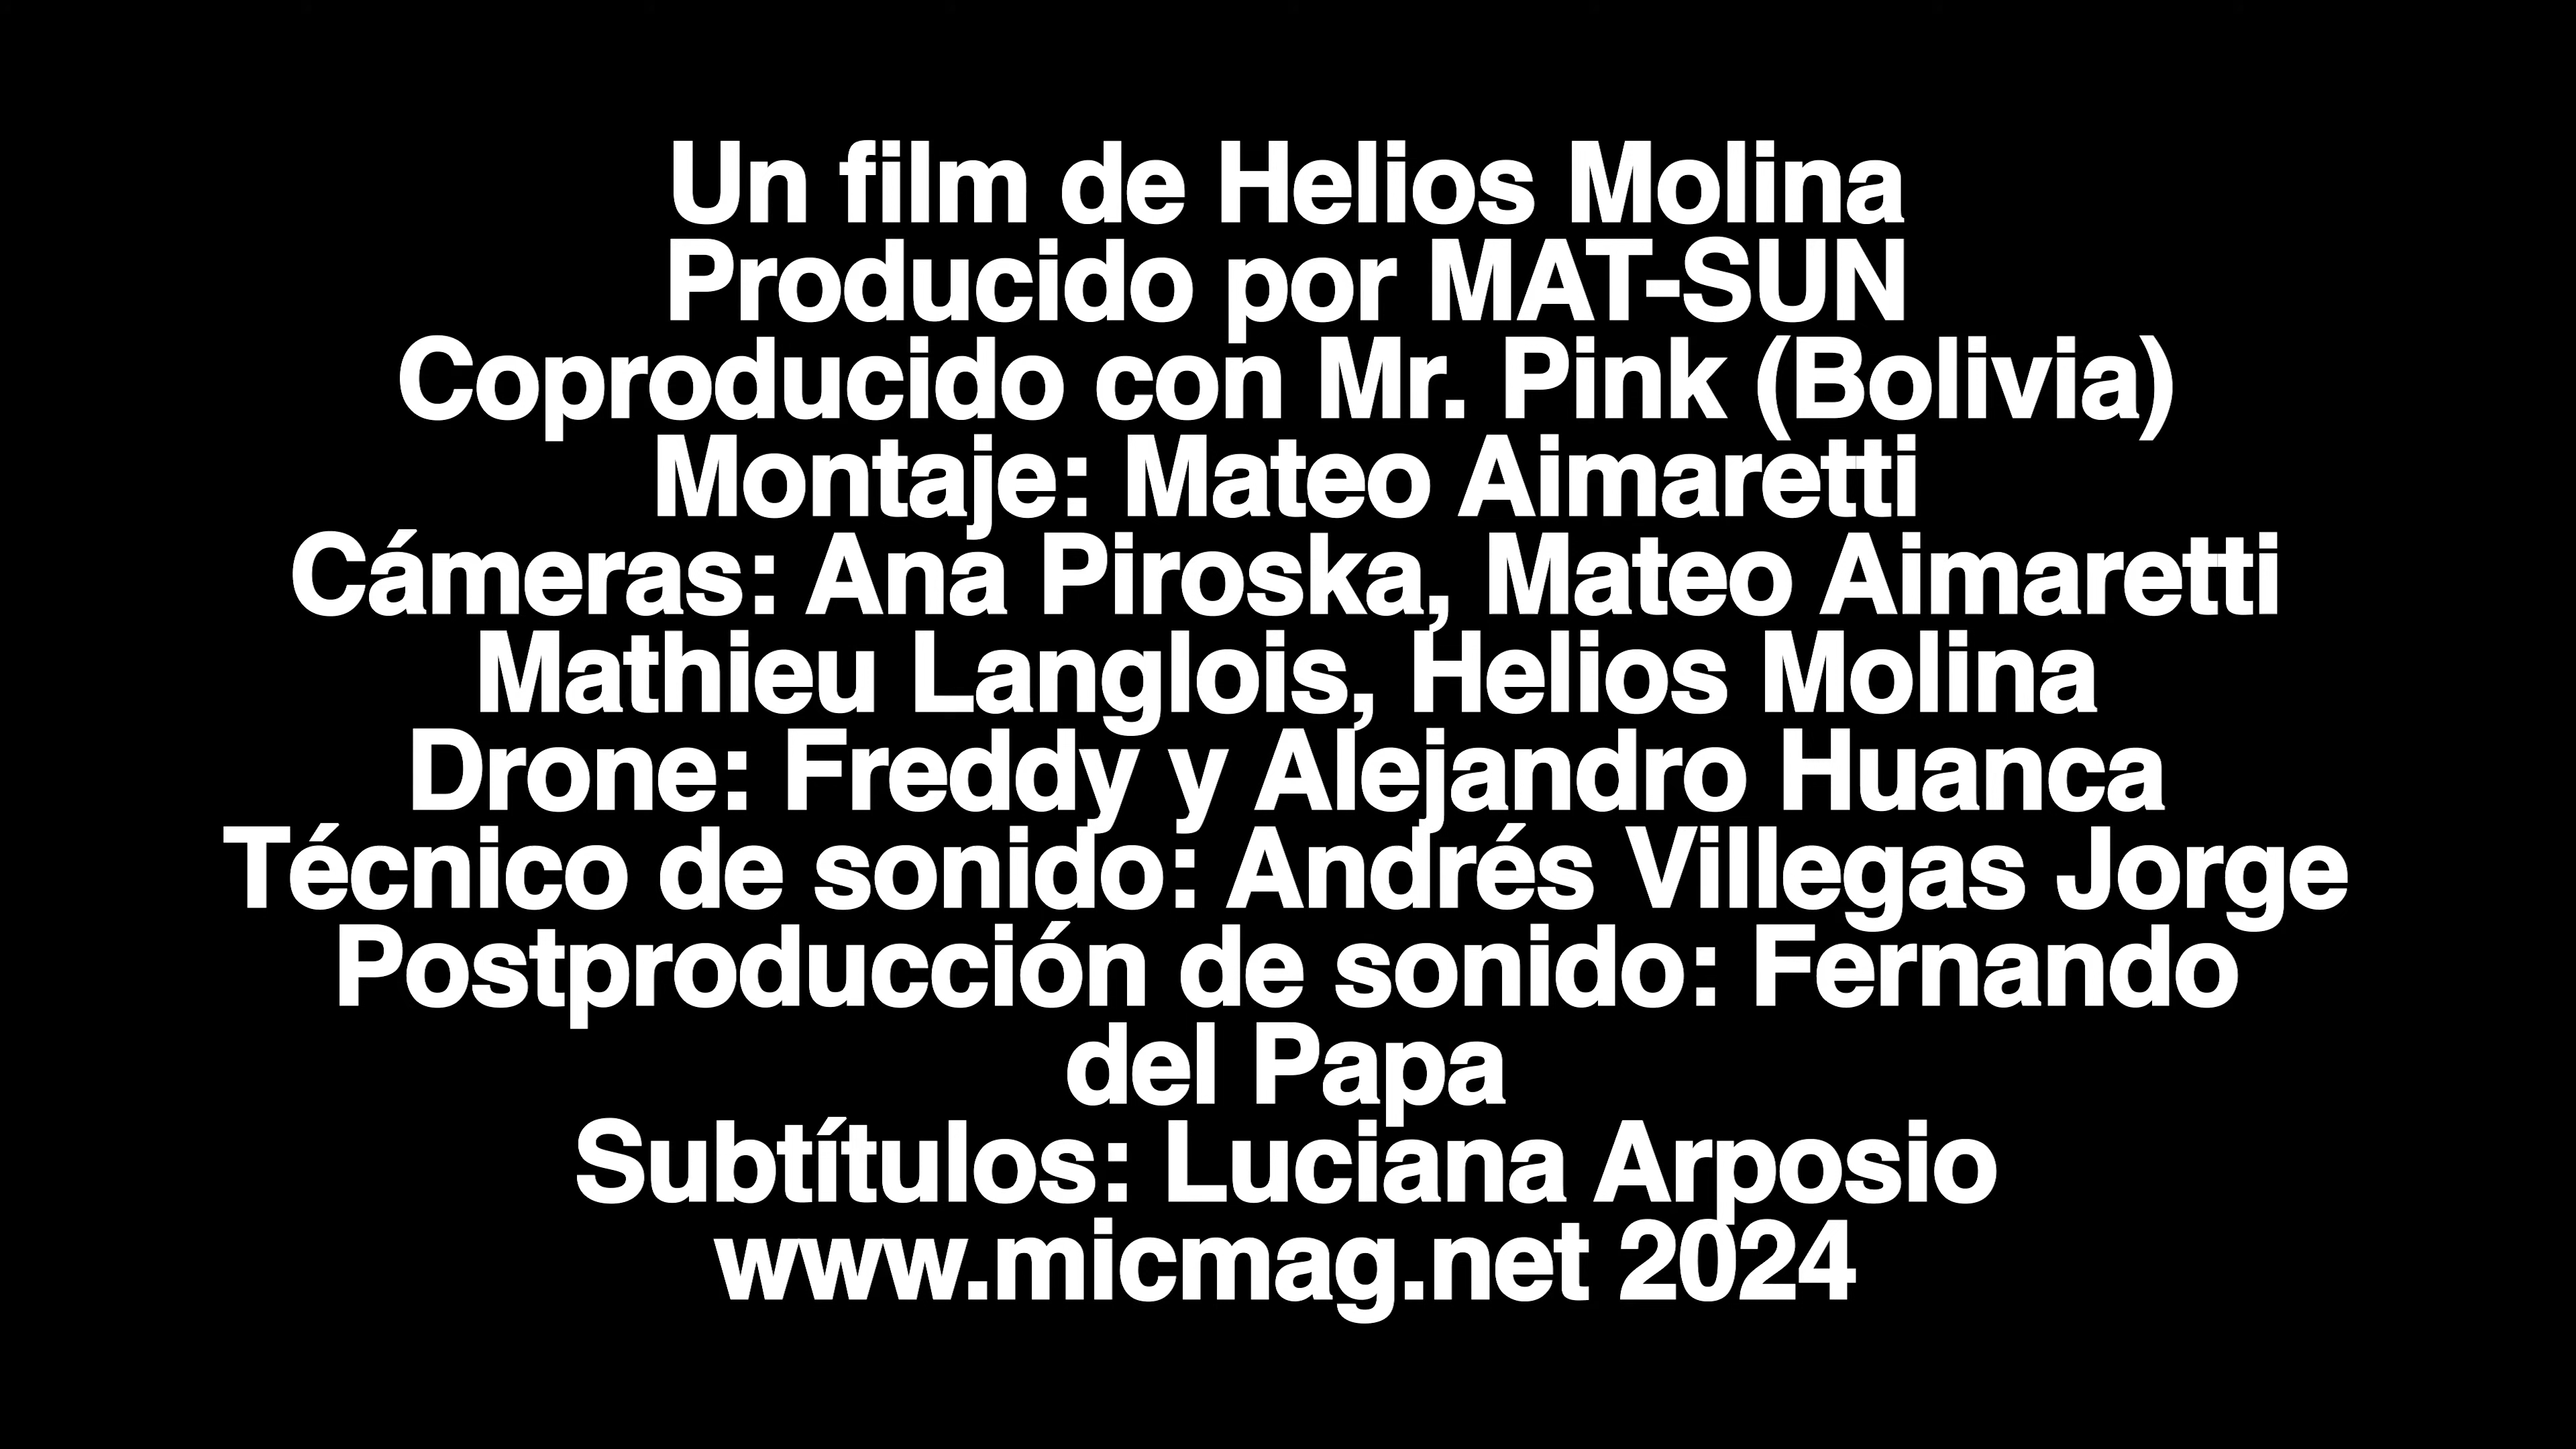 Un film de Helios Molina
Producido por MAT-SUN
Coproducido con Mr. Pink (Bolivia)
Montaje: Mateo Aimaretti
Cámeras: Ana Piroska, Mateo Aimaretti
Mathieu Langlois, Helios Molina
Drone: Freddy y Alejandro Huanca
Técnico de sonido: Andrés Villegas Jorge
Postproducción de sonido: Fernando
del Papa
Subtítulos: Luciana Arposio
www.micmag.net 2024